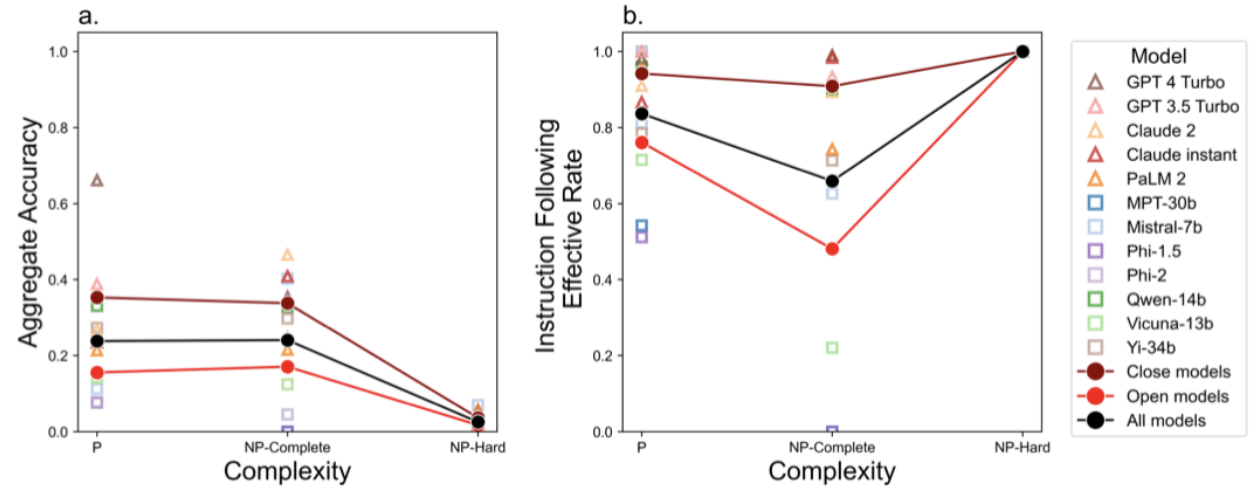 a.
1.0
0.8
0.6
0.4
0.2
0.0
Aggregate Accuracy
P
NP-Complete
NP-Hard
Complexity
b.
1.0
0.8
0.6
0.4
0.2
0.0
Instruction Following
Effective Rate
P
NP-Complete
NP-Hard
Complexity
Model
GPT 4 Turbo
GPT 3.5 Turbo
Claude 2
Claude instant
PaLM 2
MPT-30b
Mistral-7b
Phi-1.5
Phi-2
Qwen-14b
Vicuna-13b
Yi-34b
Close models
Open models
All models